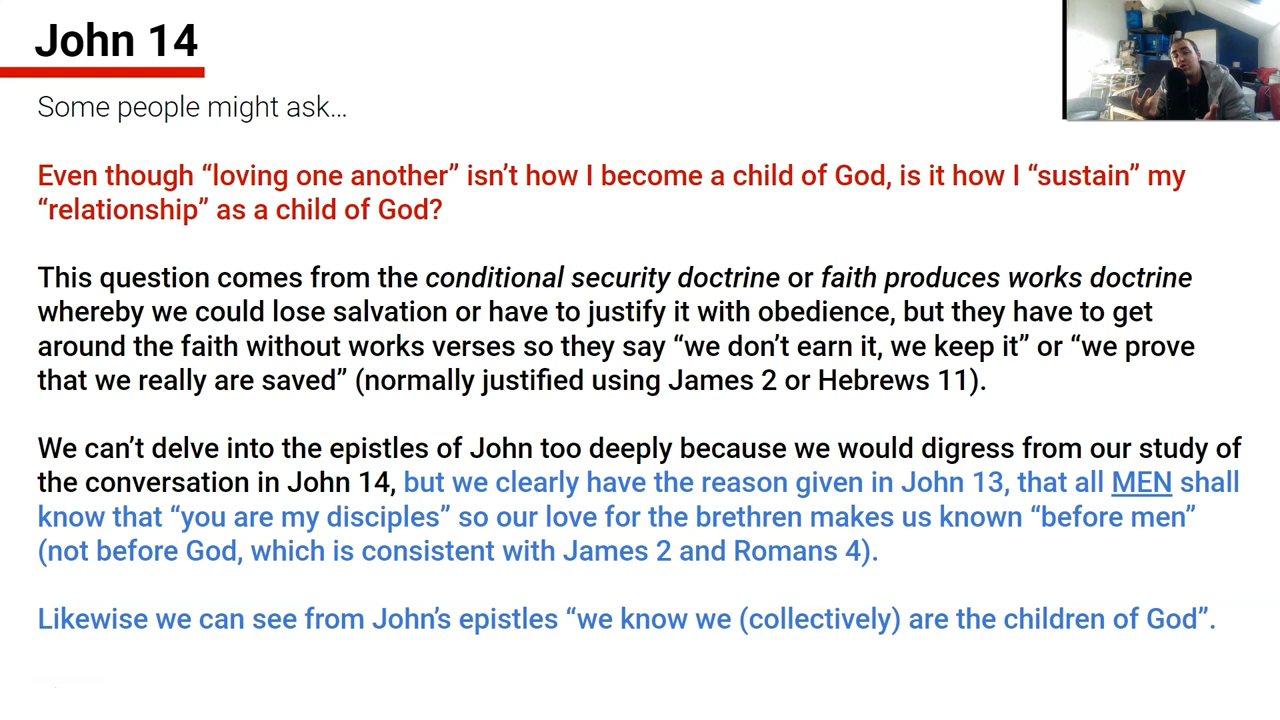 John 14
Some people might ask...
Even though “loving one another” isn’t how I become a child of God, is it how I “sustain” my
“relationship” as a child of God?
This question comes from the conditional security doctrine or faith produces works doctrine
whereby we could lose salvation or have to justify it with obedience, but they have to get
around the faith without works verses so they say “we don’t earn it, we keep it” or “we prove
that we really are saved” (normally justified using James 2 or Hebrews 11).
We can’t delve into the epistles of John too deeply because we would digress from our study of
the conversation in John 14, but we clearly have the reason given in John 13, that all MEN shall
know that “you are my disciples” so our love for the brethren makes us known “before men”
(not before God, which is consistent with James 2 and Romans 4).
Likewise we can see from John’s epistles “we know we (collectively) are the children of God”.